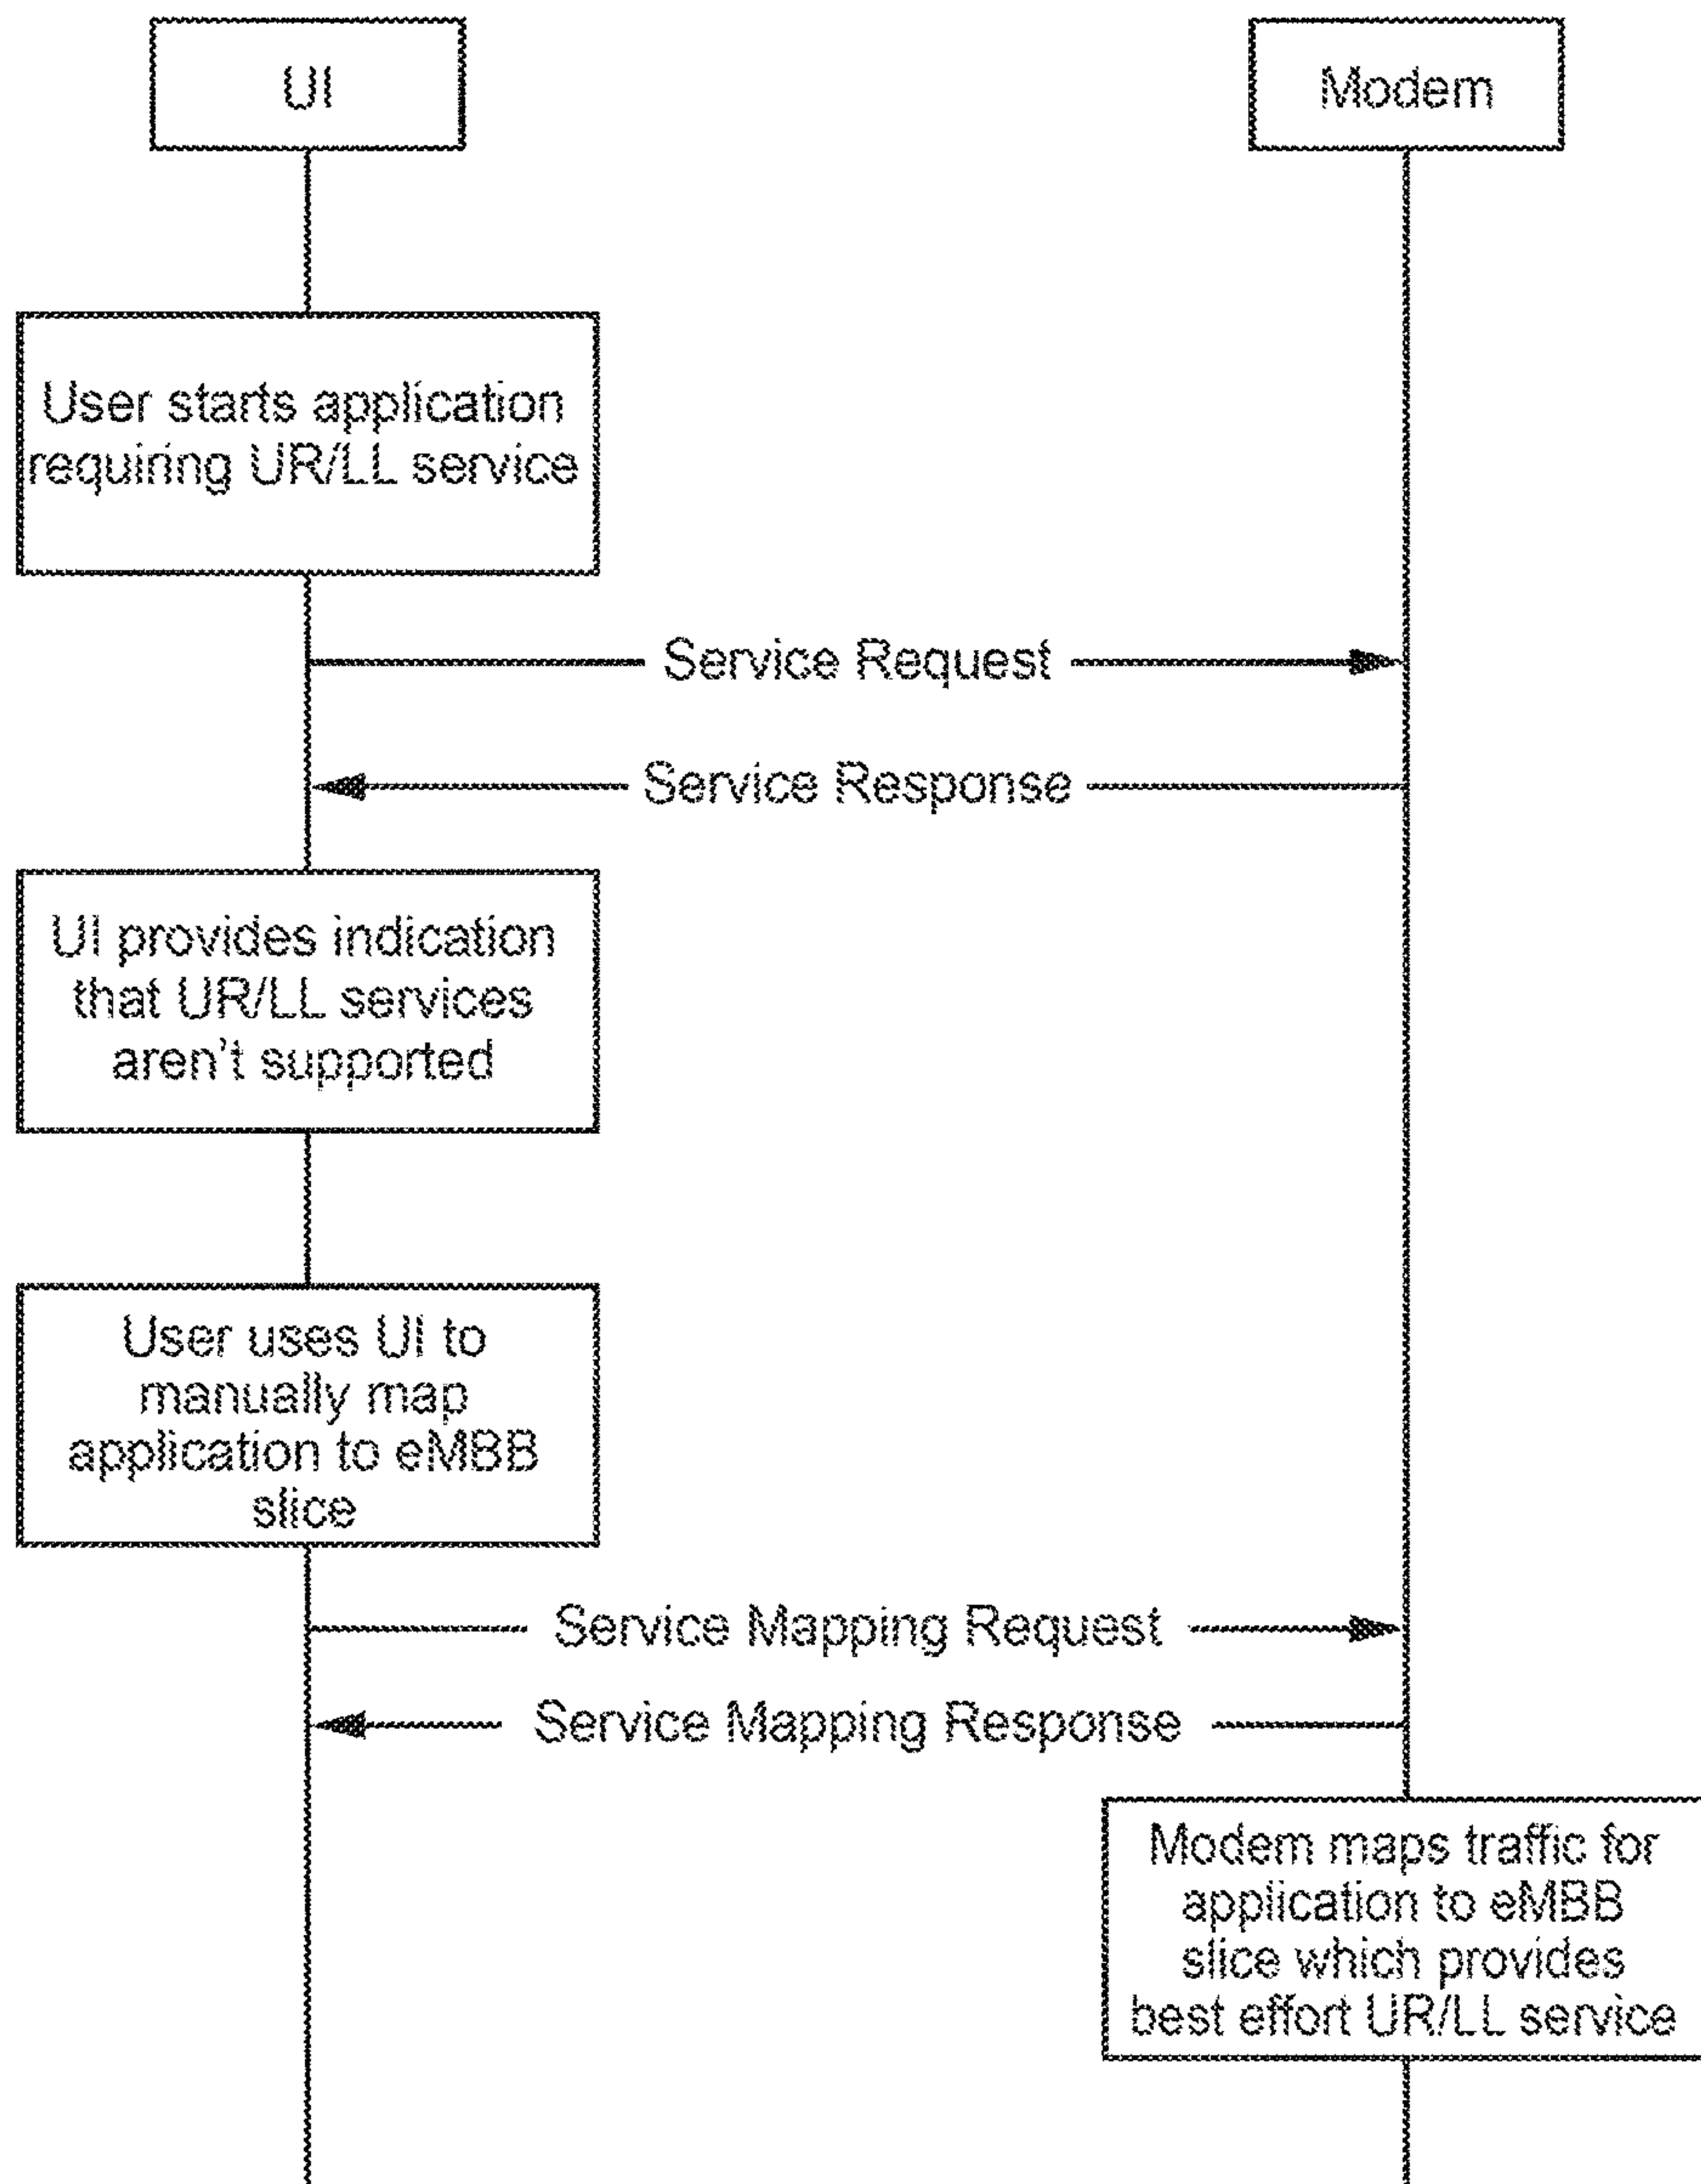 UI
Modem
User starts application
requiring UR/LL service
Service Request
Service Response
UI provides indication
that UR/LL services
aren't supported
User uses UI to
manually map
application to eMBB
slice
Service Mapping Request
Service Mapping Response
Modem maps traffic for
application to eMBB
slice which provides
best effort UR/LL service